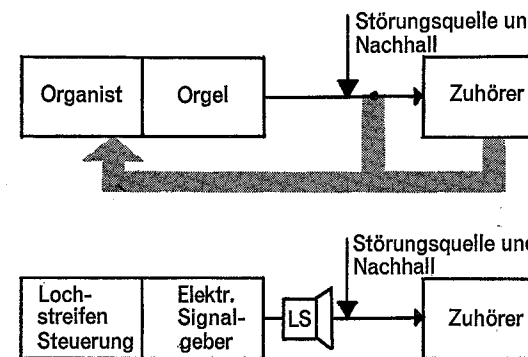 Störungsquelle un
Nachhall
Organist
Orgel
Zuhörer
Störungsquelle und
Nachhall
Loch-
streifen
Steuerung
Elektr.
Signal-
geber
LS
Zuhörer